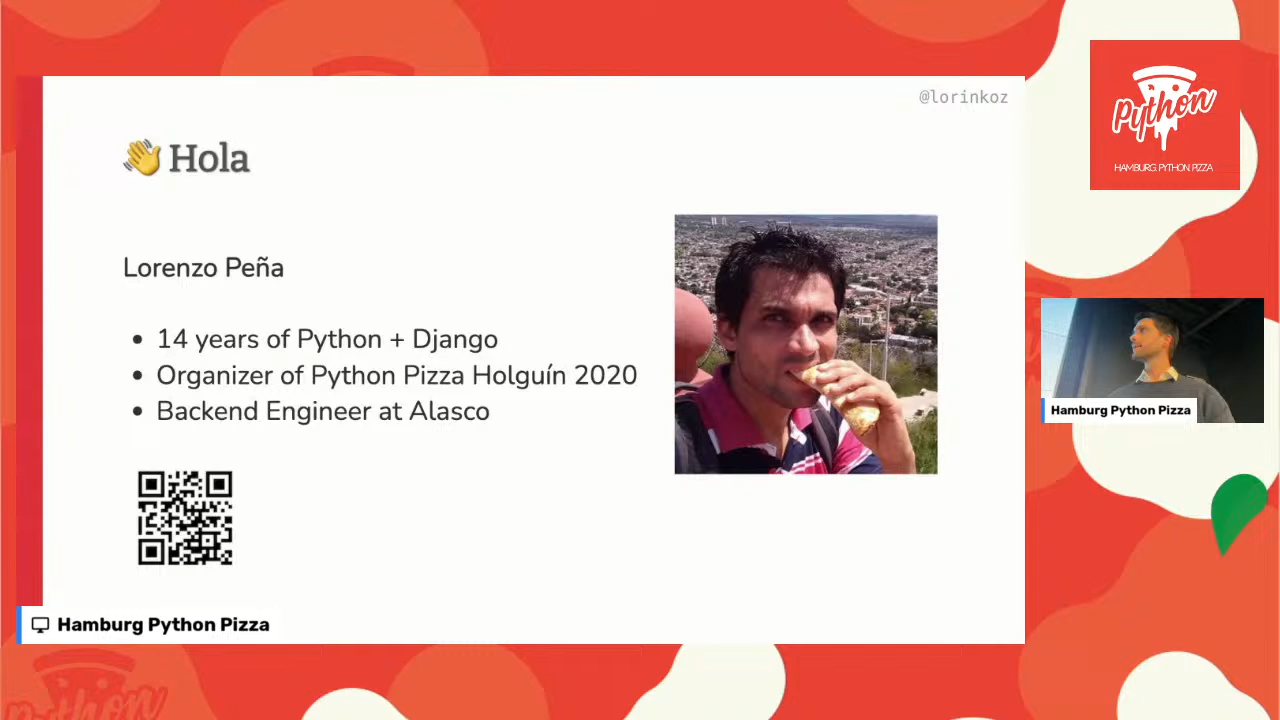 @lorinkoz
👋 Hola
Lorenzo Peña
• 14 years of Python + Django
• Organizer of Python Pizza Holguín 2020
• Backend Engineer at Alasco
Hamburg Python Pizza
Python
HAMBURG PYTHON PIZZA
Hamburg Python Pizza
Python